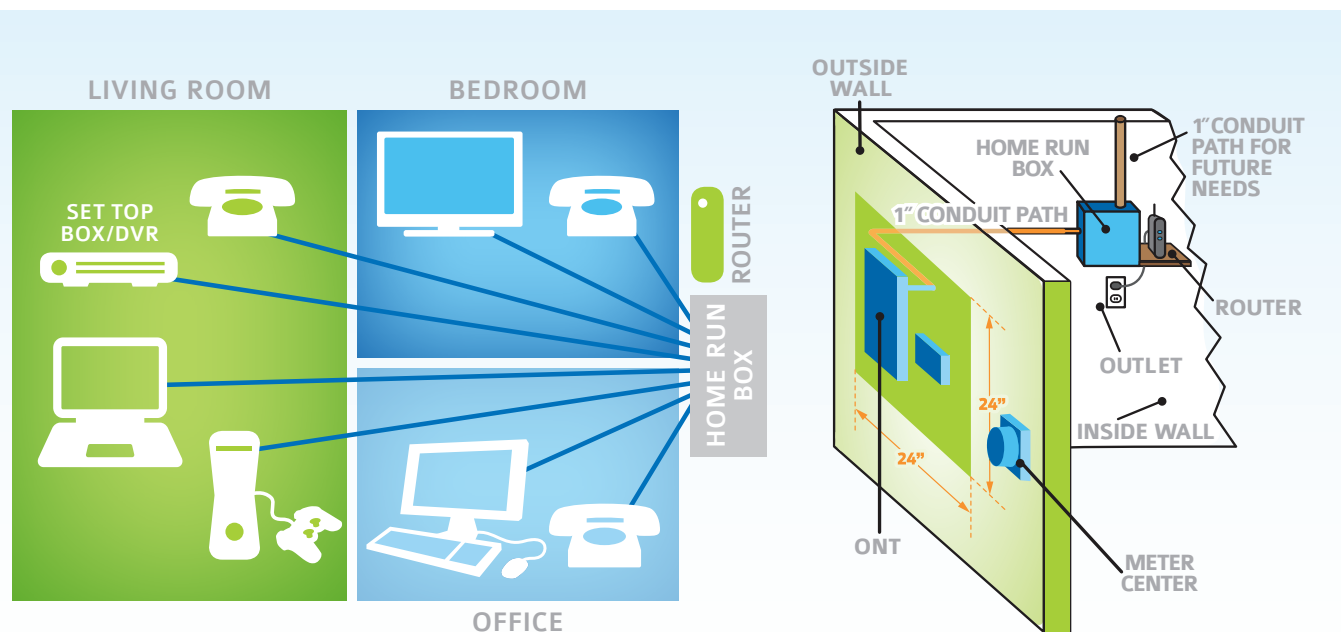 LIVING ROOM
BEDROOM
SET TOP
BOX/DVR
ROUTER
HOME RUN
BOX
OFFICE
OUTSIDE
WALL
HOME RUN
BOX
1” CONDUIT
PATH FOR
FUTURE
NEEDS
1” CONDUIT PATH
ROUTER
OUTLET
24”
INSIDE WALL
24”
ONT
METER
CENTER